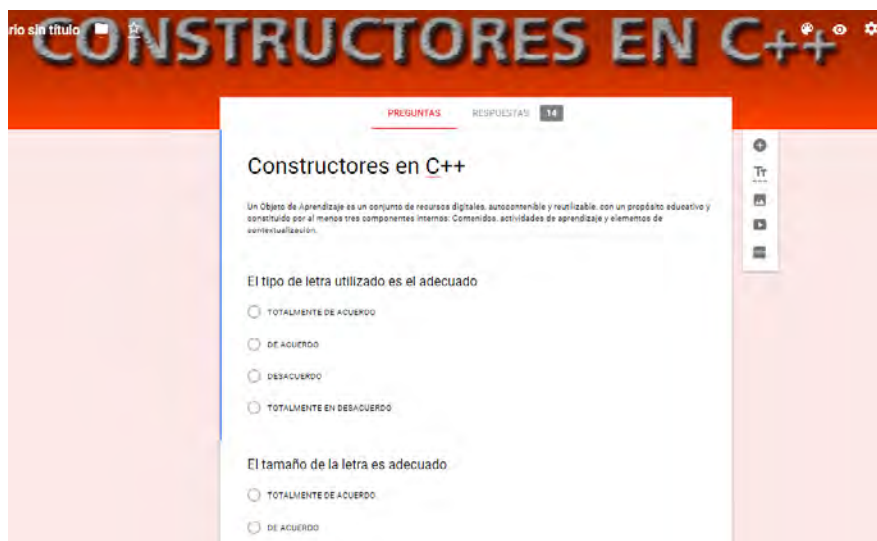 rio sin título
CONSTRUCTORES EN C++
PREGUNTAS RESPUESTAS 14
Constructores en C++
Un Objeto de Aprendizaje es un conjunto de recursos digitales, autocontenible y reutilizable, con un propósito educativo y
constituido por al menos tres componentes internos: Contenidos, actividades de aprendizaje y elementos de
contextualización.
El tipo de letra utilizado es el adecuado
TOTALMENTE DE ACUERDO
DE ACUERDO
DESACUERDO
TOTALMENTE EN DESACUERDO
El tamaño de la letra es adecuado
TOTALMENTE DE ACUERDO
DE ACUERDO
Tт